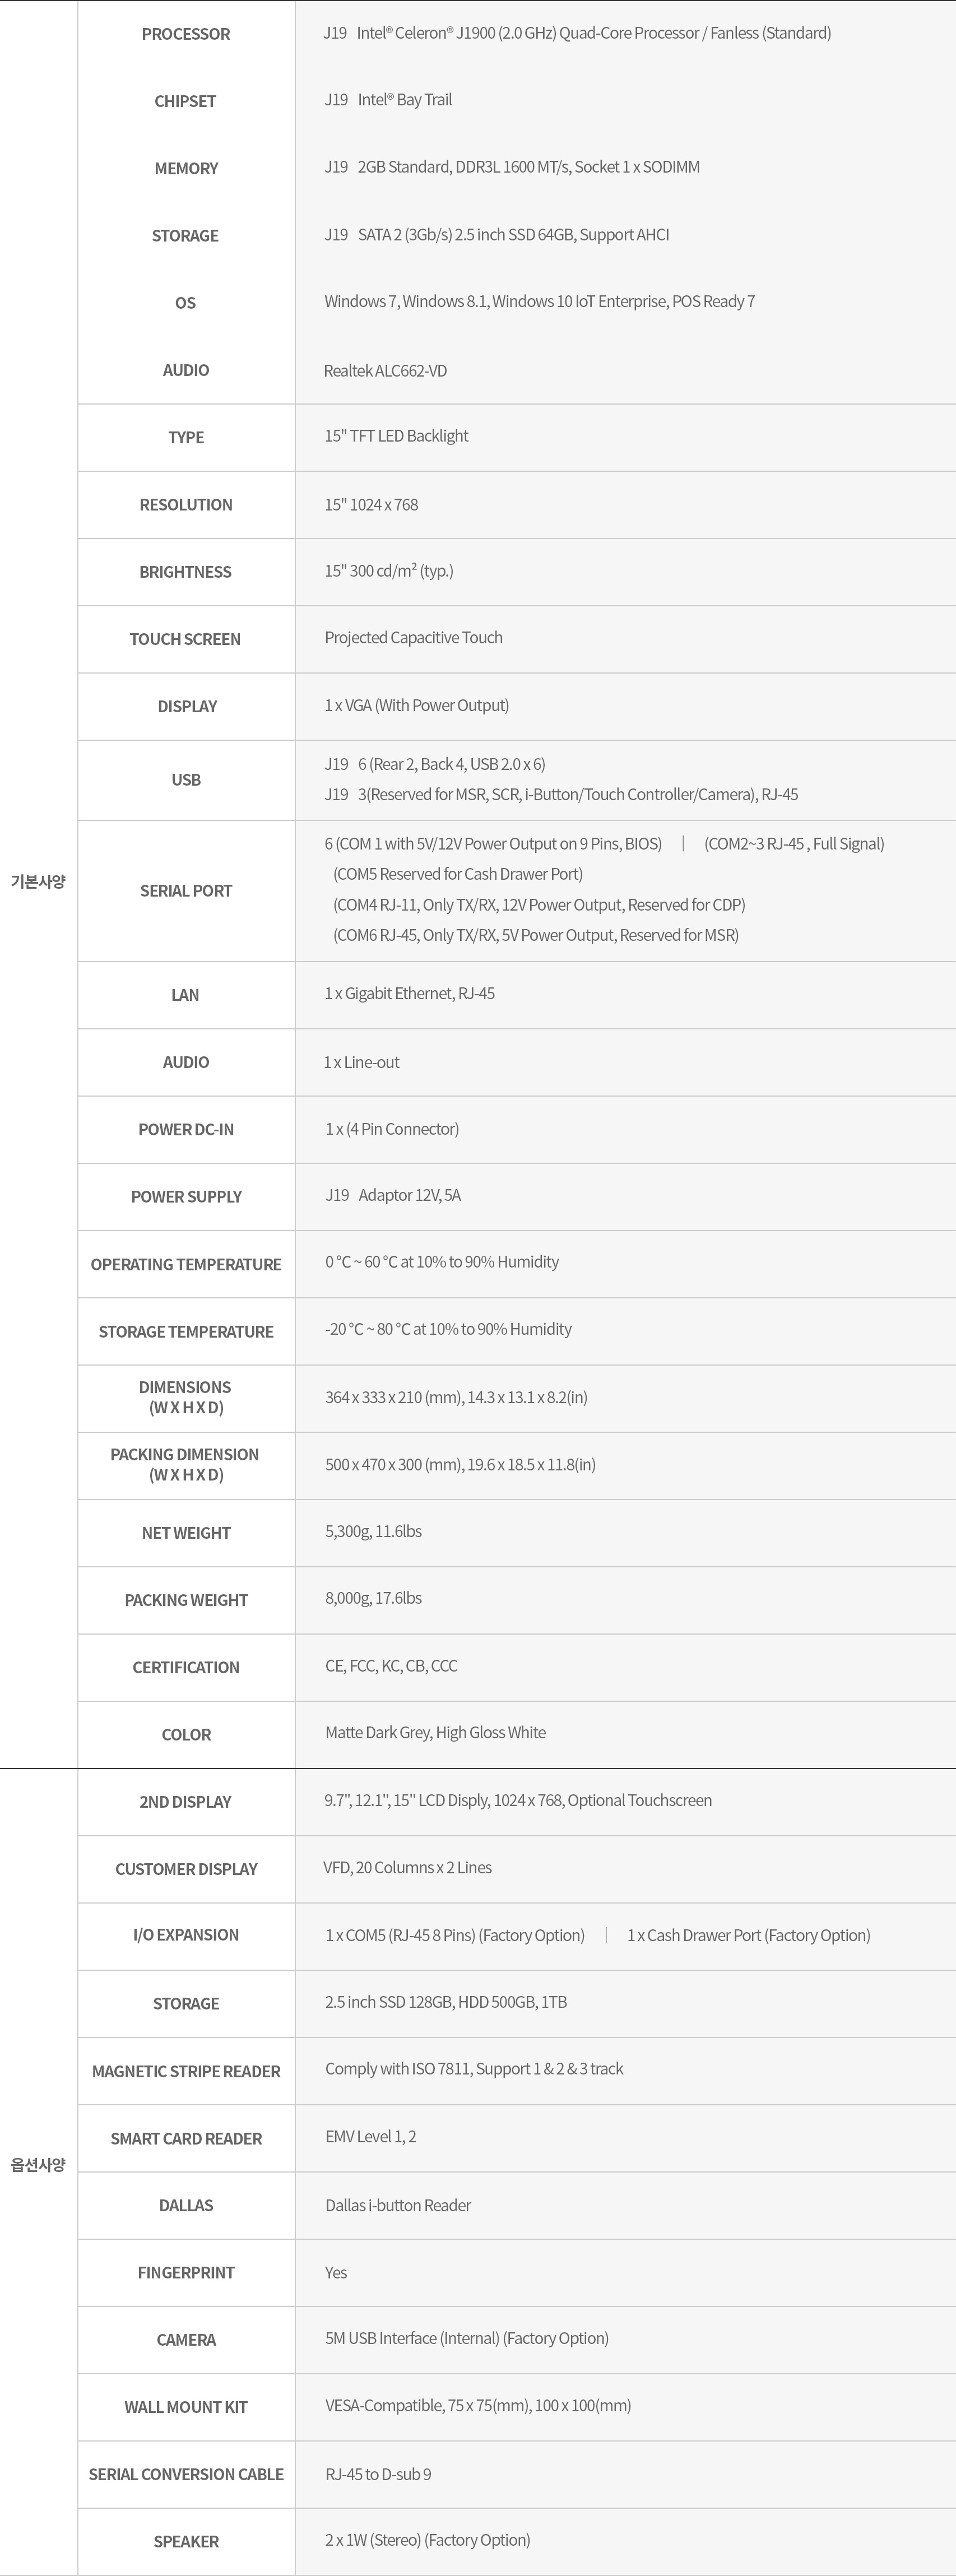 PROCESSOR J19 Intel® Celeron® J1900 (2.0 GHz) Quad-Core Processor / Fanless (Standard)
CHIPSET J19 Intel® Bay Trail
MEMORY J19 2GB Standard, DDR3L 1600 MT/s, Socket 1 x SODIMM
STORAGE J19 SATA 2 (3Gb/s) 2.5 inch SSD 64GB, Support AHCI
OS Windows 7, Windows 8.1, Windows 10 IoT Enterprise, POS Ready 7
AUDIO Realtek ALC662-VD
TYPE 15" TFT LED Backlight
RESOLUTION 15" 1024 x 768
BRIGHTNESS 15" 300 cd/m² (typ.)
TOUCH SCREEN Projected Capacitive Touch
DISPLAY 1 x VGA (With Power Output)
USB
J19 6 (Rear 2, Back 4, USB 2.0 x 6)
J19 3(Reserved for MSR, SCR, i-Button/Touch Controller/Camera), RJ-45
기본사양
SERIAL PORT
6 (COM 1 with 5V/12V Power Output on 9 Pins, BIOS) | (COM2~3 RJ-45 , Full Signal)
(COM5 Reserved for Cash Drawer Port)
(COM4 RJ-11, Only TX/RX, 12V Power Output, Reserved for CDP)
(COM6 RJ-45, Only TX/RX, 5V Power Output, Reserved for MSR)
LAN 1 x Gigabit Ethernet, RJ-45
AUDIO 1 x Line-out
POWER DC-IN 1 x (4 Pin Connector)
POWER SUPPLY J19 Adaptor 12V, 5A
OPERATING TEMPERATURE 0 °C ~ 60 °C at 10% to 90% Humidity
STORAGE TEMPERATURE -20 °C ~ 80 °C at 10% to 90% Humidity
DIMENSIONS
(W X H X D)
364 x 333 x 210 (mm), 14.3 x 13.1 x 8.2(in)
PACKING DIMENSION
(W X H X D)
500 x 470 x 300 (mm), 19.6 x 18.5 x 11.8(in)
NET WEIGHT 5,300g, 11.6lbs
PACKING WEIGHT 8,000g, 17.6lbs
CERTIFICATION CE, FCC, KC, CB, CCC
COLOR Matte Dark Grey, High Gloss White
2ND DISPLAY 9.7", 12.1", 15" LCD Disply, 1024 x 768, Optional Touchscreen
CUSTOMER DISPLAY VFD, 20 Columns x 2 Lines
I/O EXPANSION 1 x COM5 (RJ-45 8 Pins) (Factory Option) | 1 x Cash Drawer Port (Factory Option)
STORAGE 2.5 inch SSD 128GB, HDD 500GB, 1TB
MAGNETIC STRIPE READER Comply with ISO 7811, Support 1 & 2 & 3 track
SMART CARD READER EMV Level 1, 2
옵션사양
DALLAS Dallas i-button Reader
FINGERPRINT Yes
CAMERA 5M USB Interface (Internal) (Factory Option)
WALL MOUNT KIT VESA-Compatible, 75 x 75(mm), 100 x 100(mm)
SERIAL CONVERSION CABLE RJ-45 to D-sub 9
SPEAKER 2 x 1W (Stereo) (Factory Option)